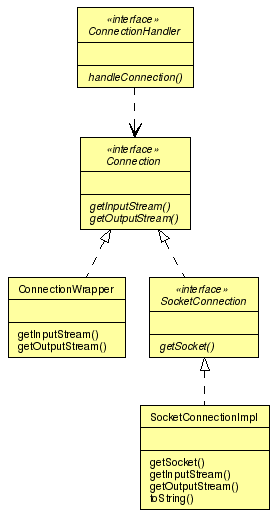 «interface»
ConnectionHandler
handleConnection()
«interface»
Connection
getInputStream()
getOutputStream()
ConnectionWrapper
getInputStream()
getOutputStream()
«interface»
SocketConnection
getSocket()
SocketConnectionImpl
getSocket()
getInputStream()
getOutputStream()
toString()